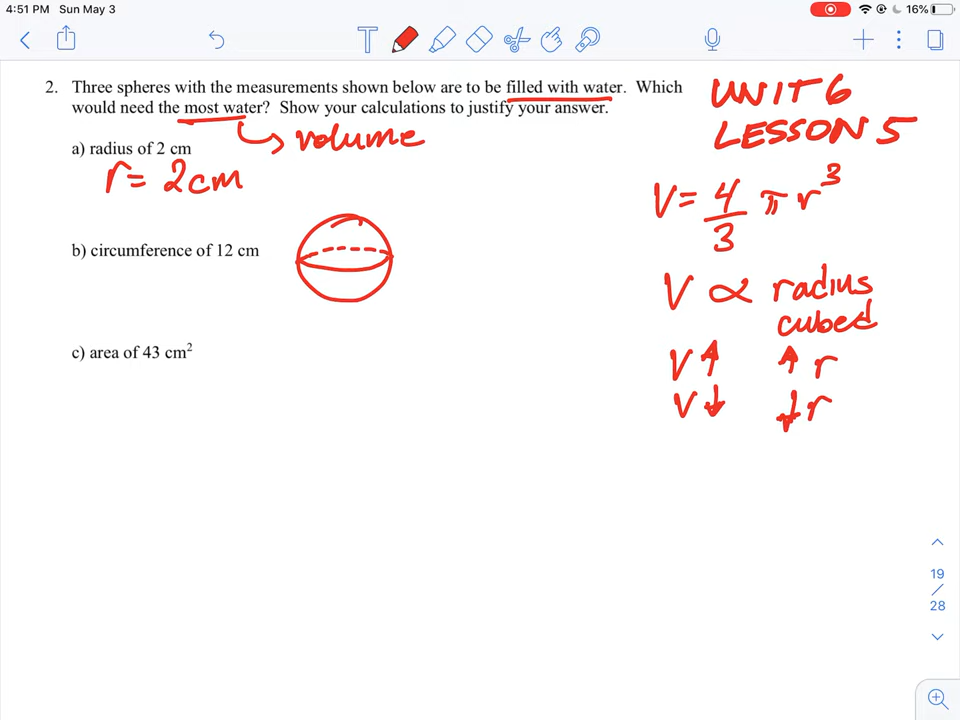 4:51 PM Sun May 3
16%
2. Three spheres with the measurements shown below are to be filled with water. Which
would need the most water? Show your calculations to justify your answer.
UNIT 6
LESSON 5
volume
a) radius of 2 cm
r = 2cm
V = 4/3 π r³
b) circumference of 12 cm
V ∝ radius
cubed
c) area of 43 cm²
V ↑ ↑ r
V ↓ ↓ r
19
/
28
T